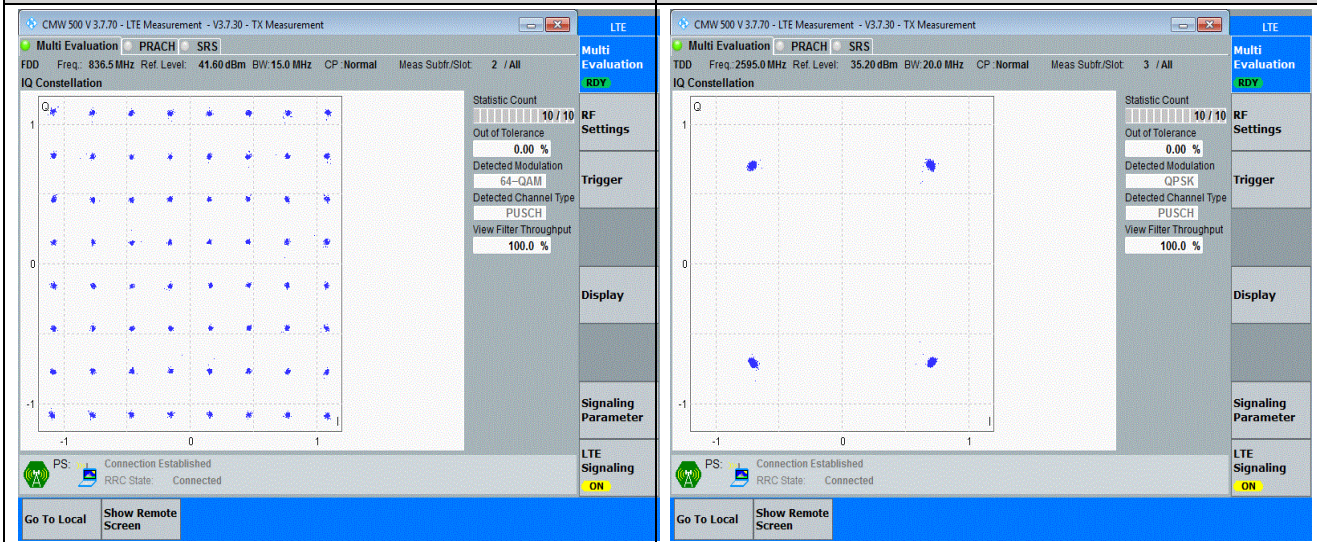 CMW 500 V 3.7.70 - LTE Measurement - V3.7.30 - TX Measurement
LTE
Multi Evaluation PRACH SRS
Multi
Evaluation
RDY
FDD Freq.: 836.5 MHz Ref. Level: 41.60 dBm BW: 15.0 MHz CP :Normal Meas Subfr./Slot: 2 / All
IQ Constellation
Q
1
0
-1
-1 0 1
I
Statistic Count
10 / 10
Out of Tolerance
0.00 %
Detected Modulation
64-QAM
Detected Channel Type
PUSCH
View Filter Throughput
100.0 %
RF
Settings
Trigger
Display
Signaling
Parameter
LTE
Signaling
ON
PS: Connection Established
RRC State: Connected
Go To Local
Show Remote
Screen
CMW 500 V 3.7.70 - LTE Measurement - V3.7.30 - TX Measurement
LTE
Multi Evaluation PRACH SRS
Multi
Evaluation
RDY
TDD Freq.: 2595.0 MHz Ref. Level: 35.20 dBm BW: 20.0 MHz CP :Normal Meas Subfr./Slot: 3 / All
IQ Constellation
Q
1
0
-1
-1 0 1
I
Statistic Count
10 / 10
Out of Tolerance
0.00 %
Detected Modulation
QPSK
Detected Channel Type
PUSCH
View Filter Throughput
100.0 %
RF
Settings
Trigger
Display
Signaling
Parameter
LTE
Signaling
ON
PS: Connection Established
RRC State: Connected
Go To Local
Show Remote
Screen